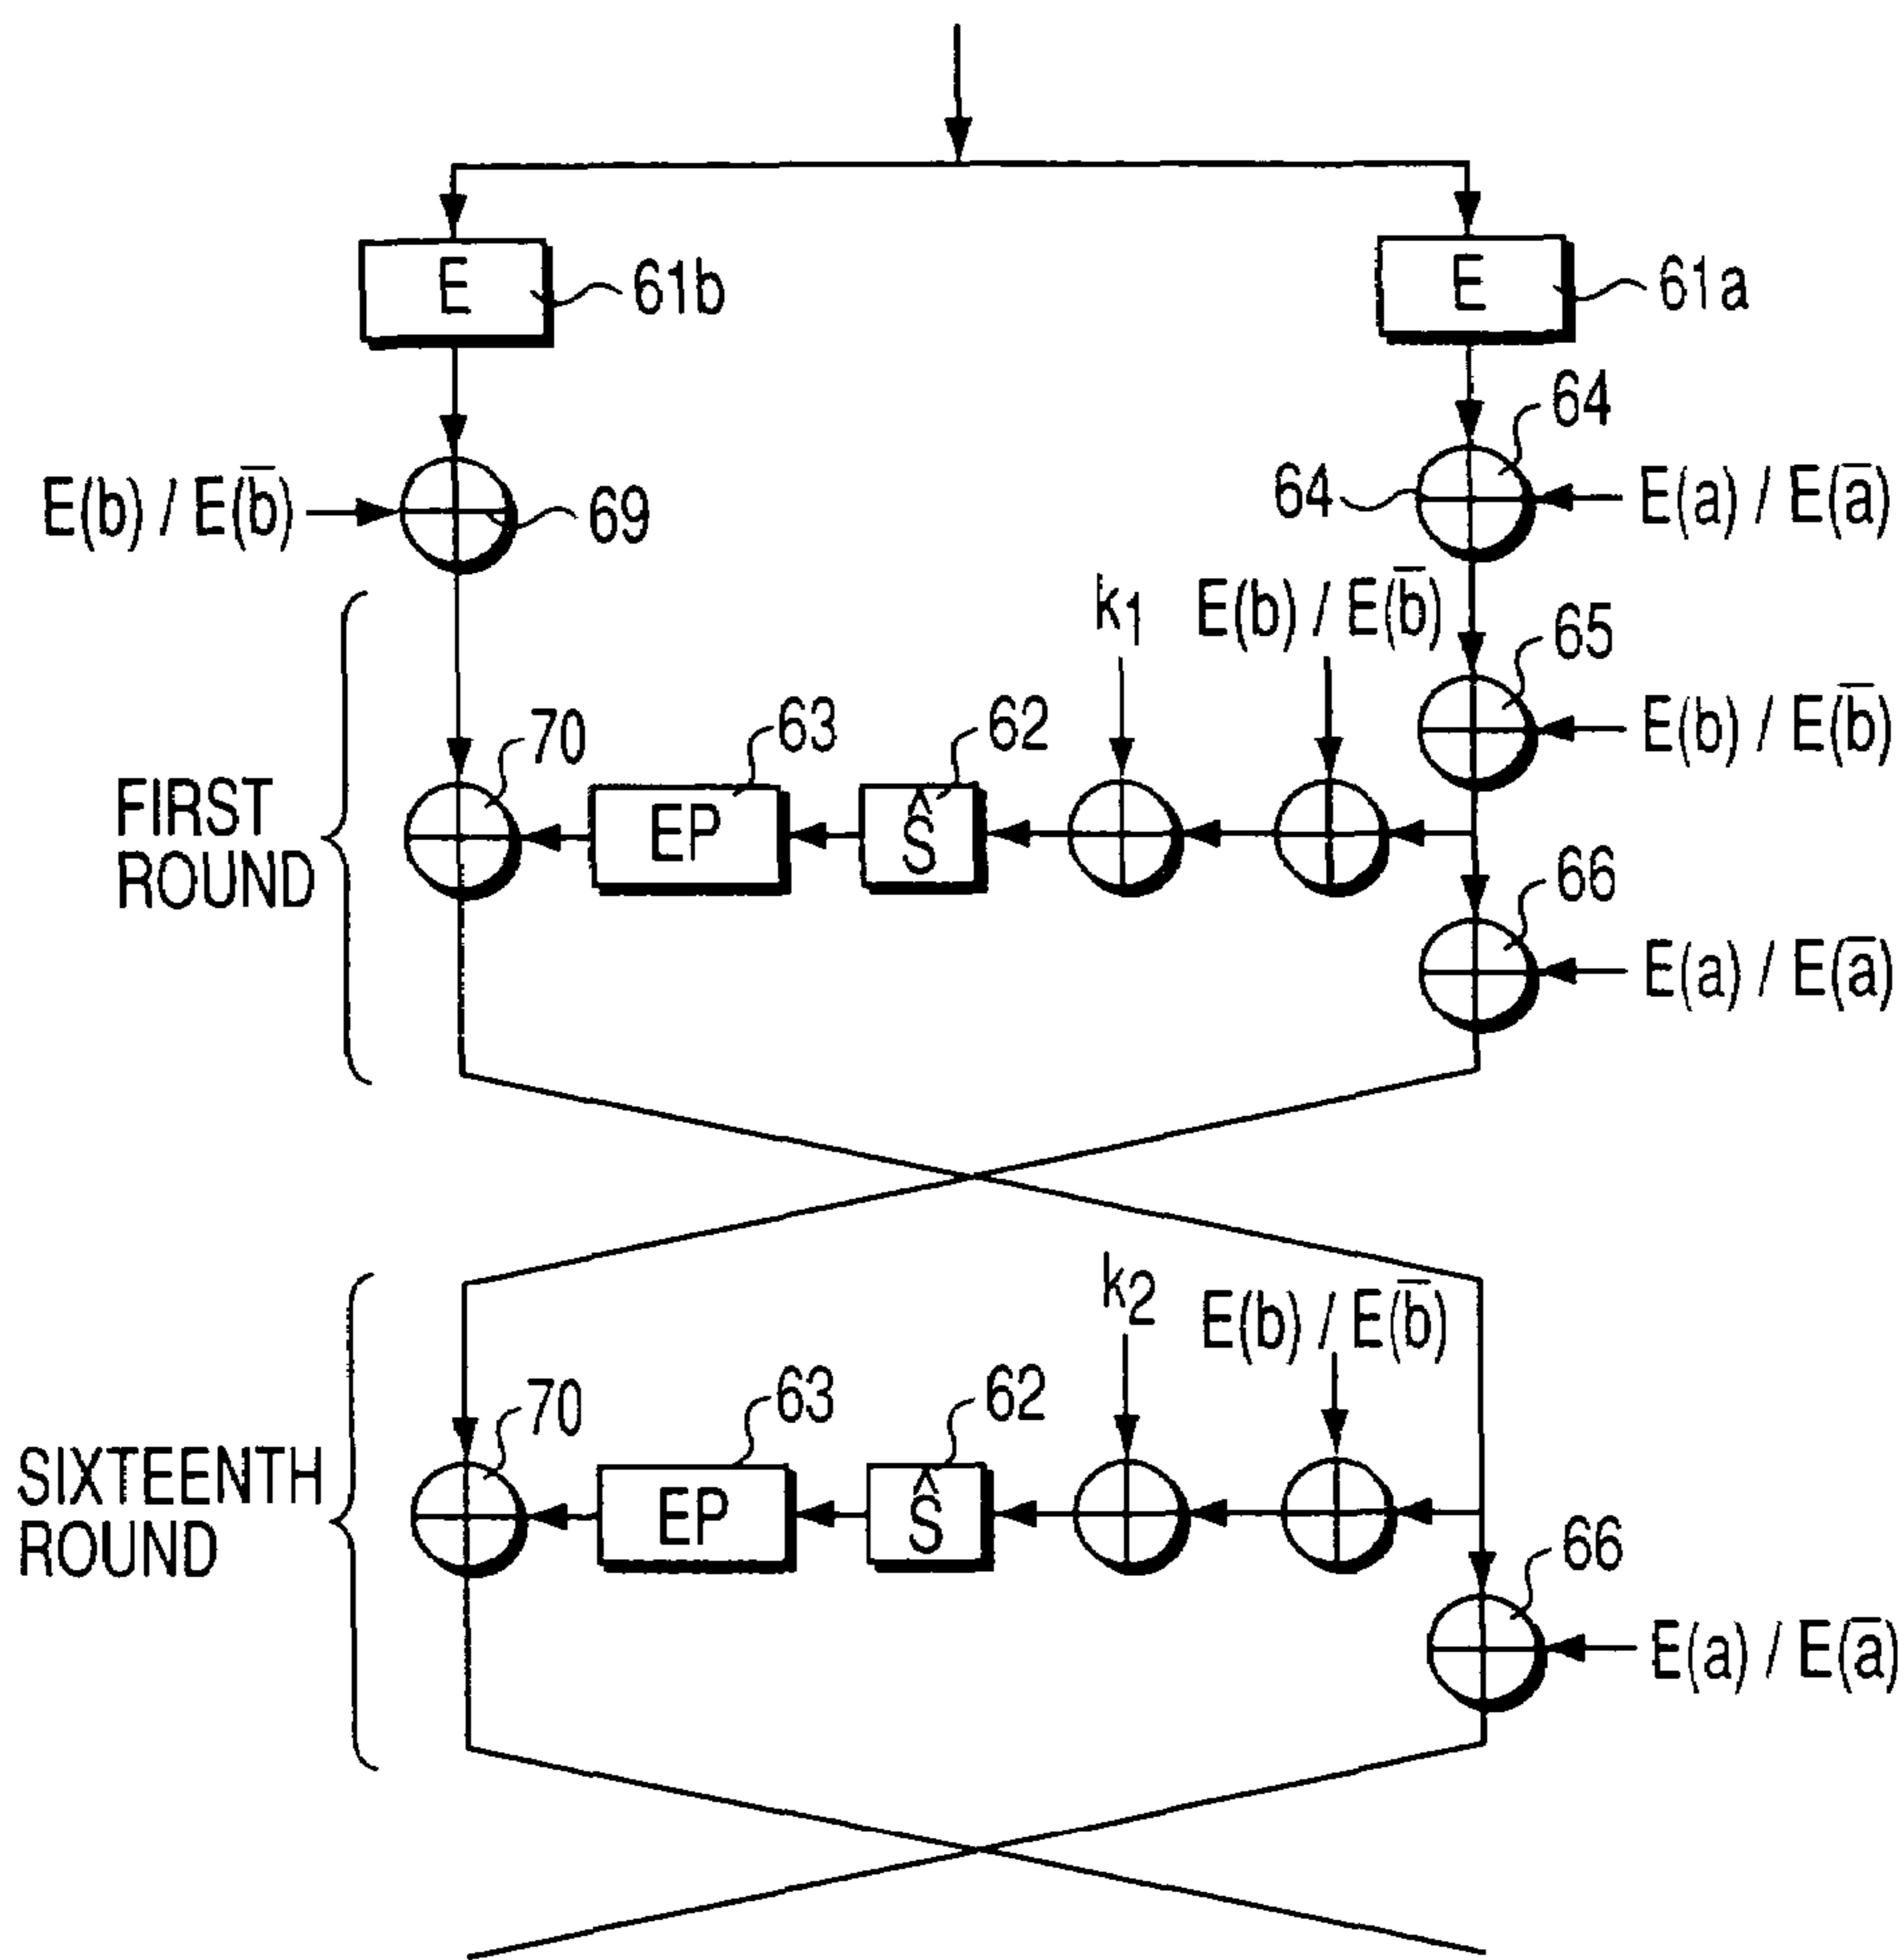 E
61b
E
61a
64
64
E(b) / E(b̅)
69
E(a) / E(a̅)
k₁
E(b) / E(b̅)
65
E(b) / E(b̅)
70
63
62
FIRST
ROUND
EP
Ŝ
66
E(a) / E(a̅)
k₂
E(b) / E(b̅)
70
63
62
SIXTEENTH
ROUND
EP
Ŝ
66
E(a) / E(a̅)